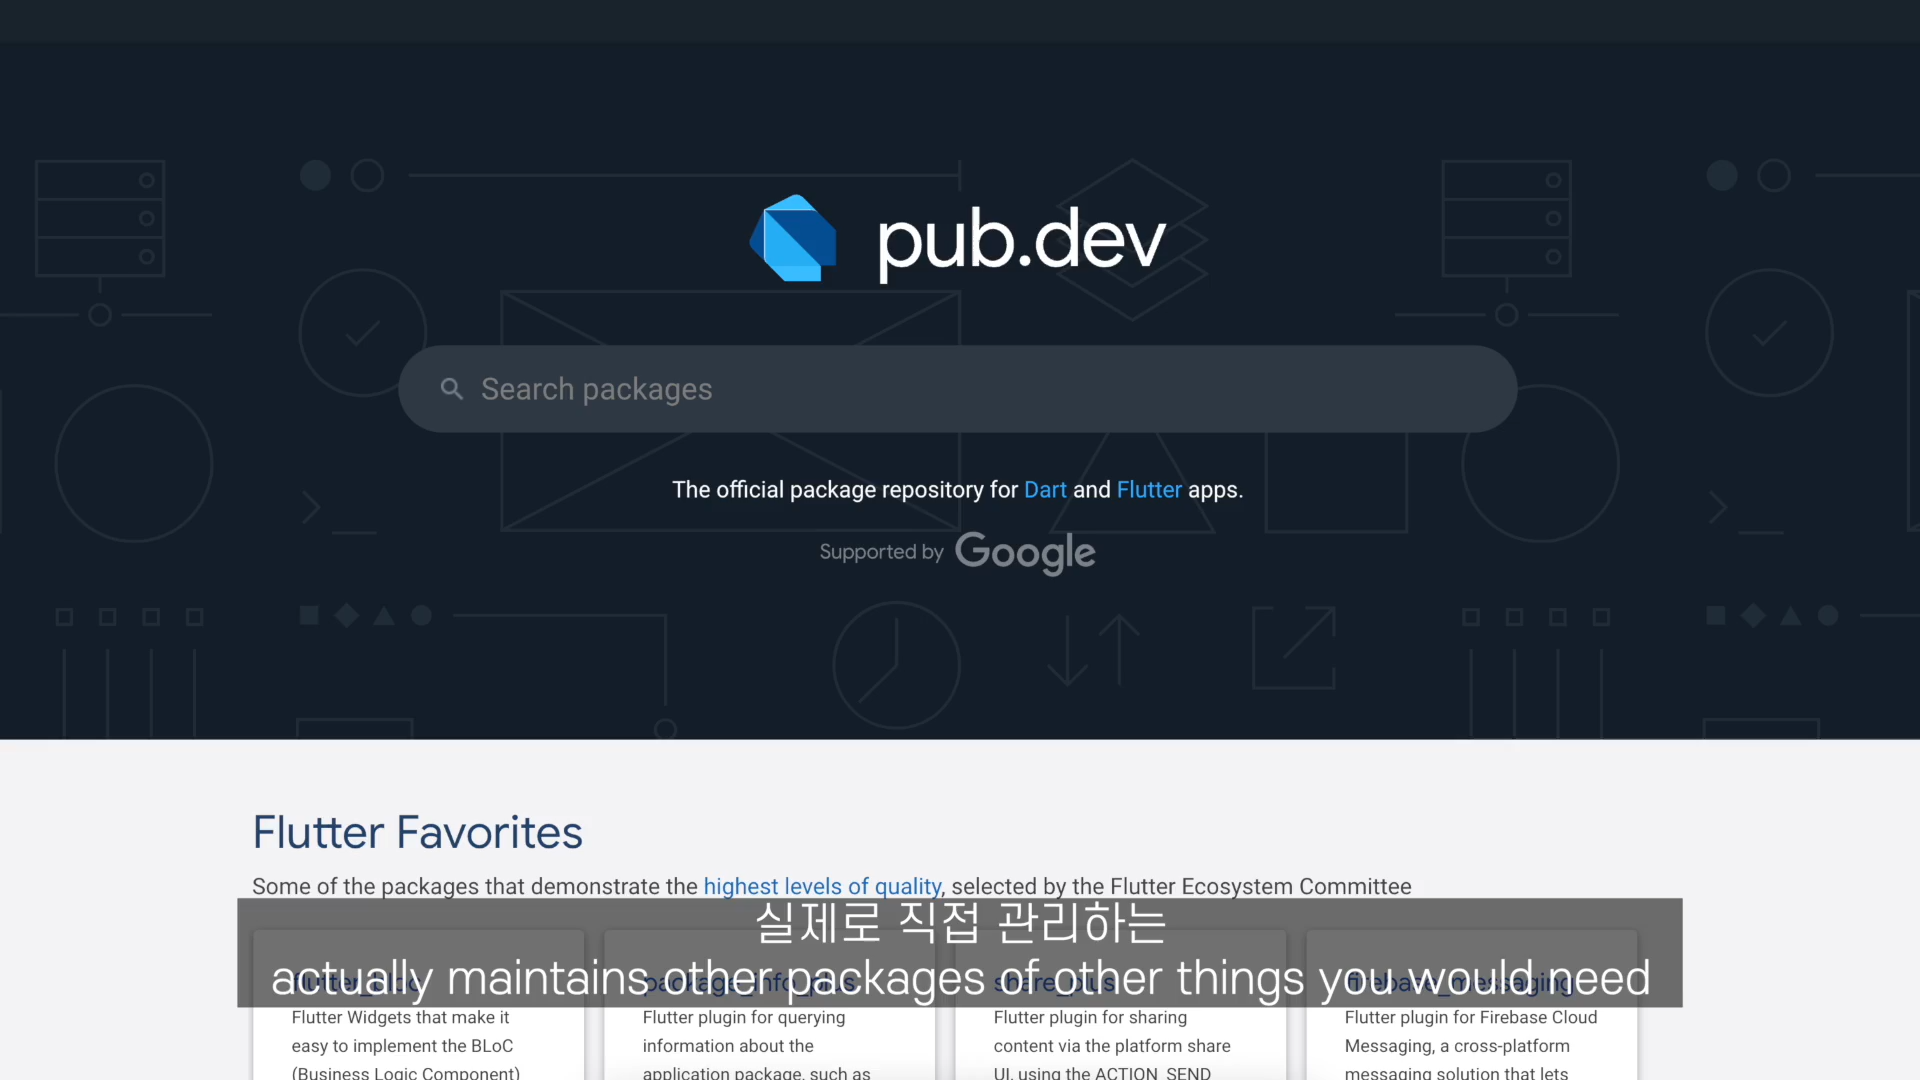 pub.dev
Search packages
The official package repository for Dart and Flutter apps.
Supported by Google
Flutter Favorites
Some of the packages that demonstrate the highest levels of quality, selected by the Flutter Ecosystem Committee
실제로 직접 관리하는
actually maintains other packages of other things you would need
flutter_bloc
package_info_plus
share_plus
firebase_messaging
Flutter Widgets that make it
easy to implement the BLoC
(Business Logic Component)
Flutter plugin for querying
information about the
application package, such as
Flutter plugin for sharing
content via the platform share
UI, using the ACTION_SEND
Flutter plugin for Firebase Cloud
Messaging, a cross-platform
messaging solution that lets